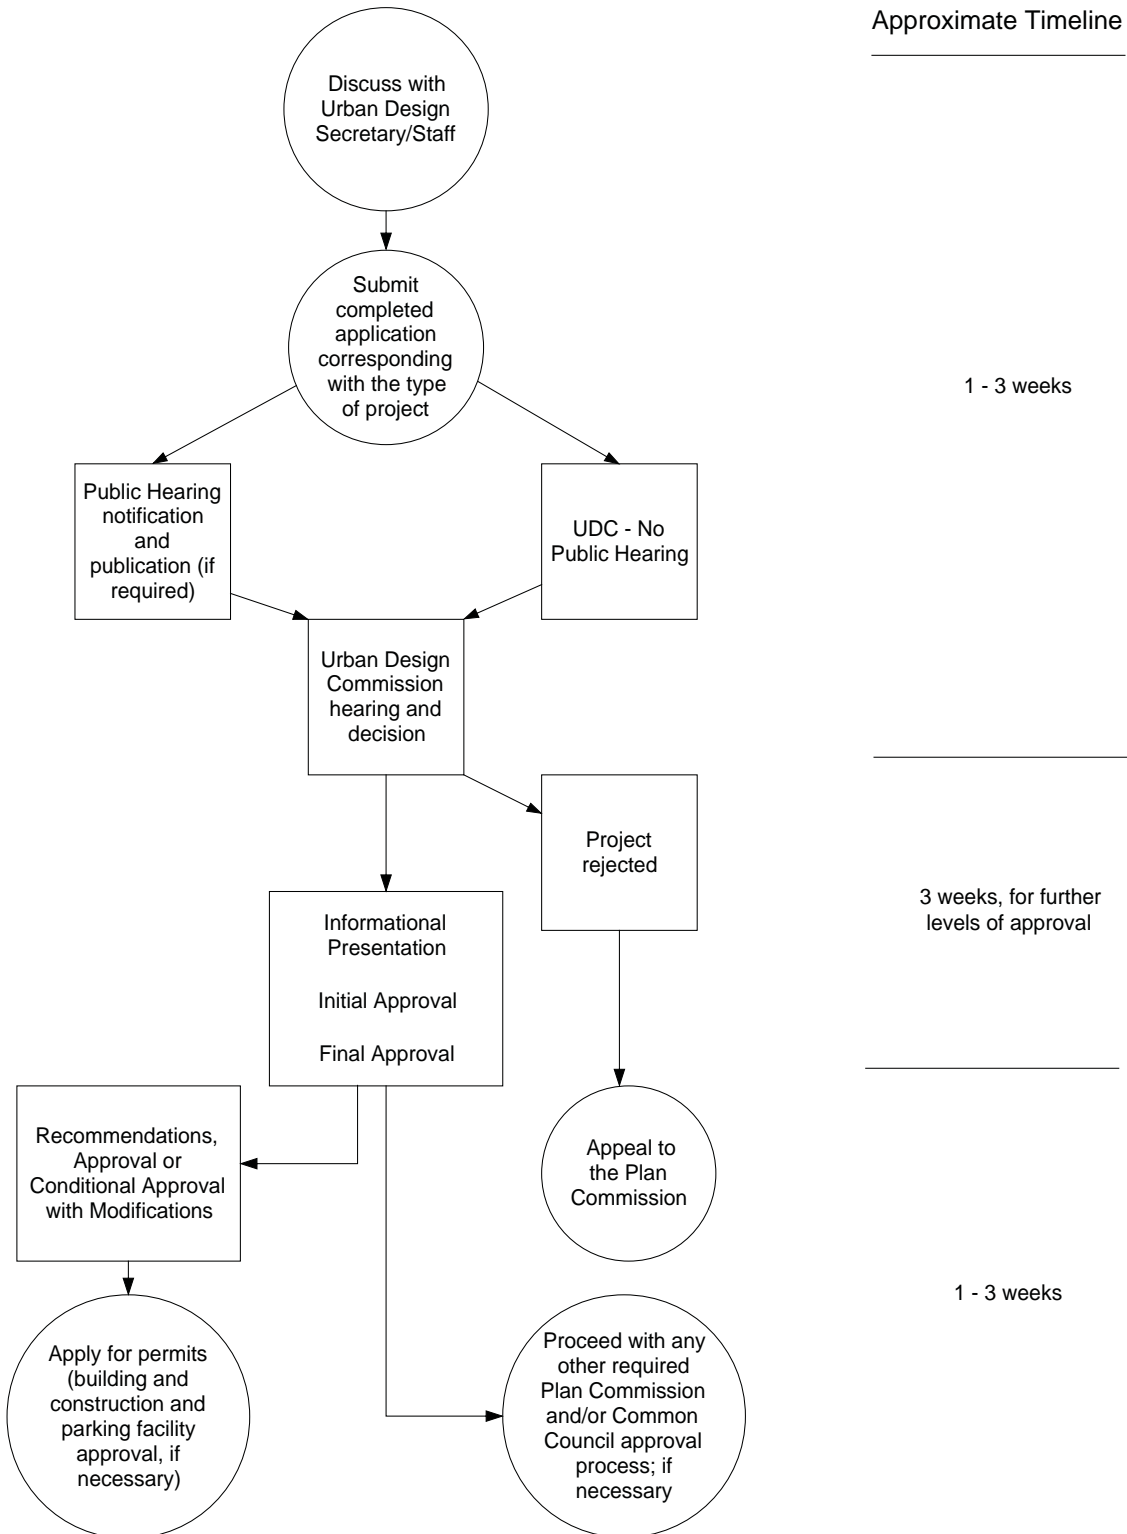 Approximate Timeline
Discuss with
Urban Design
Secretary/Staff
Submit
completed
application
corresponding
with the type
of project
1 - 3 weeks
Public Hearing
notification
and
publication (if
required)
UDC - No
Public Hearing
Urban Design
Commission
hearing and
decision
Project
rejected
3 weeks, for further
levels of approval
Informational
Presentation
Initial Approval
Final Approval
Recommendations,
Approval or
Conditional Approval
with Modifications
Appeal to
the Plan
Commission
1 - 3 weeks
Apply for permits
(building and
construction and
parking facility
approval, if
necessary)
Proceed with any
other required
Plan Commission
and/or Common
Council approval
process; if
necessary